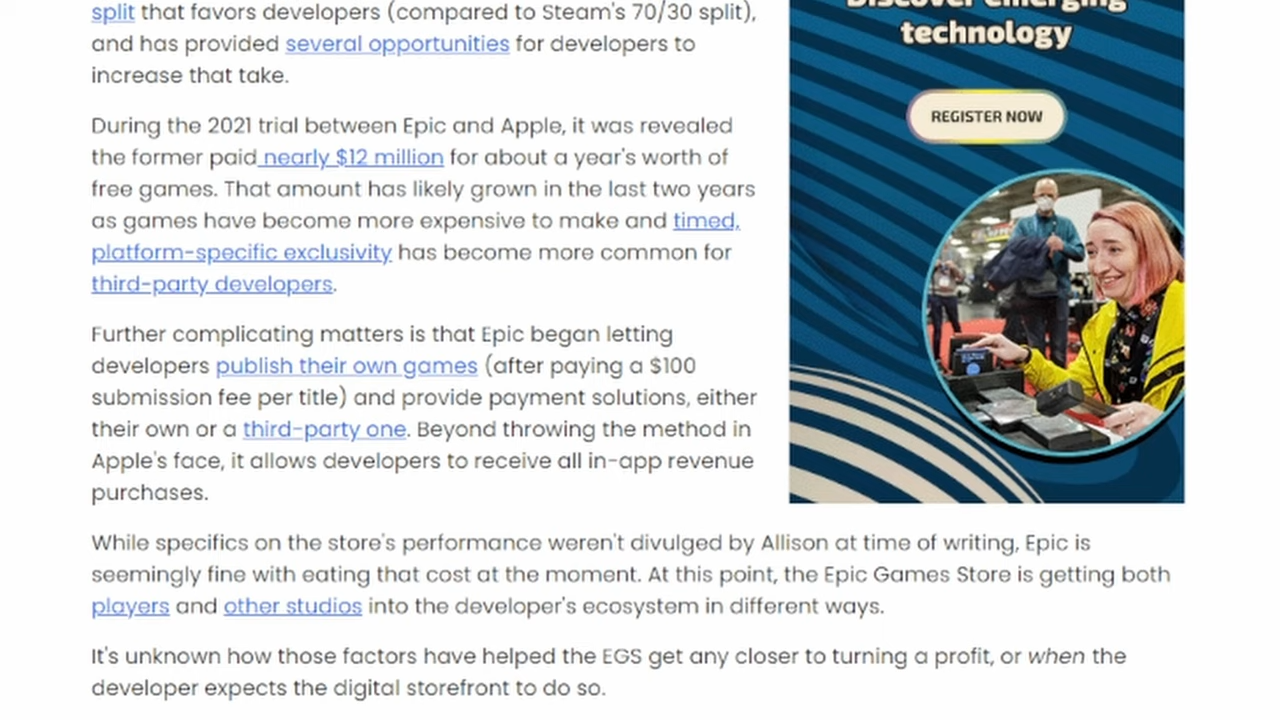 split that favors developers (compared to Steam's 70/30 split),
and has provided several opportunities for developers to
increase that take.
During the 2021 trial between Epic and Apple, it was revealed
the former paid nearly $12 million for about a year's worth of
free games. That amount has likely grown in the last two years
as games have become more expensive to make and timed,
platform-specific exclusivity has become more common for
third-party developers.
Further complicating matters is that Epic began letting
developers publish their own games (after paying a $100
submission fee per title) and provide payment solutions, either
their own or a third-party one. Beyond throwing the method in
Apple's face, it allows developers to receive all in-app revenue
purchases.
While specifics on the store's performance weren't divulged by Allison at time of writing, Epic is
seemingly fine with eating that cost at the moment. At this point, the Epic Games Store is getting both
players and other studios into the developer's ecosystem in different ways.
It's unknown how those factors have helped the EGS get any closer to turning a profit, or when the
developer expects the digital storefront to do so.
Discover emerging
technology
REGISTER NOW